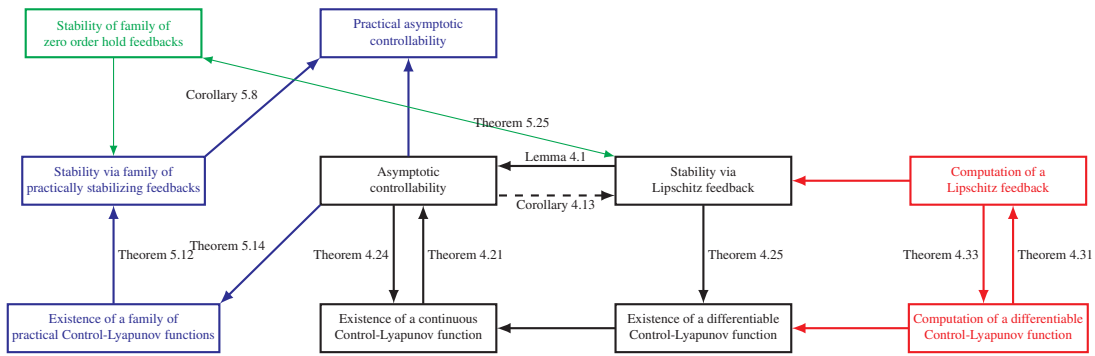 Stability of family of
zero order hold feedbacks
Practical asymptotic
controllability
Corollary 5.8
Theorem 5.25
Stability via family of
practically stabilizing feedbacks
Asymptotic
controllability
Lemma 4.1
Corollary 4.13
Stability via
Lipschitz feedback
Computation of a
Lipschitz feedback
Theorem 5.12
Theorem 5.14
Theorem 4.24
Theorem 4.21
Theorem 4.25
Theorem 4.33
Theorem 4.31
Existence of a family of
practical Control-Lyapunov functions
Existence of a continuous
Control-Lyapunov function
Existence of a differentiable
Control-Lyapunov function
Computation of a differentiable
Control-Lyapunov function